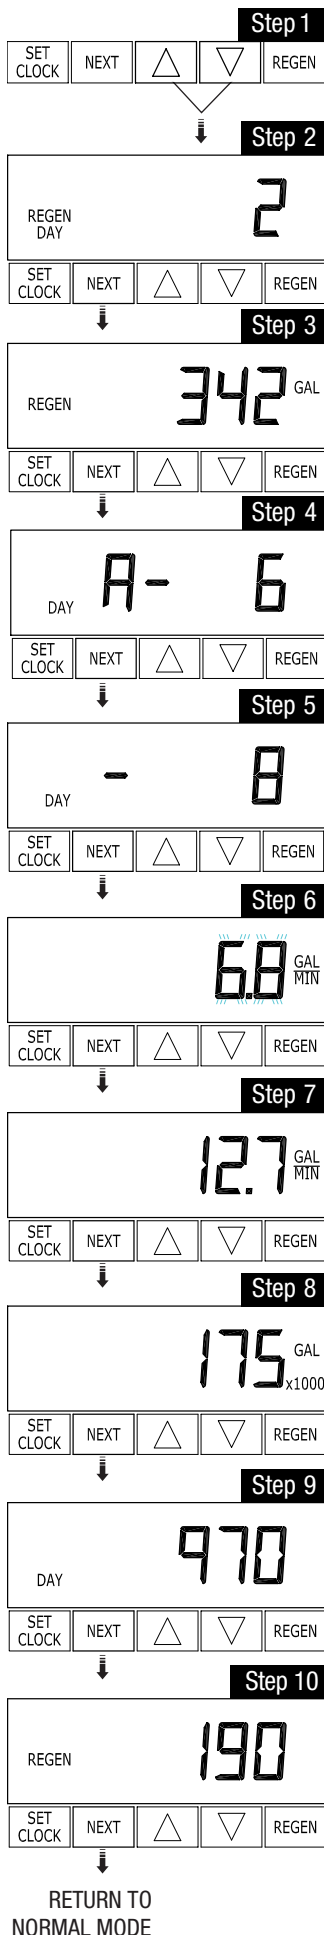 Step 1
SET
CLOCK
NEXT
REGEN
Step 2
REGEN
DAY
2
SET
CLOCK
NEXT
REGEN
Step 3
REGEN
342 GAL
SET
CLOCK
NEXT
REGEN
Step 4
DAY
A- 6
SET
CLOCK
NEXT
REGEN
Step 5
DAY
- 8
SET
CLOCK
NEXT
REGEN
Step 6
6.8 GAL
MIN
SET
CLOCK
NEXT
REGEN
Step 7
12.7 GAL
MIN
SET
CLOCK
NEXT
REGEN
Step 8
175 GAL
x1000
SET
CLOCK
NEXT
REGEN
Step 9
DAY
970
SET
CLOCK
NEXT
REGEN
Step 10
REGEN
190
SET
CLOCK
NEXT
REGEN
RETURN TO
NORMAL MODE